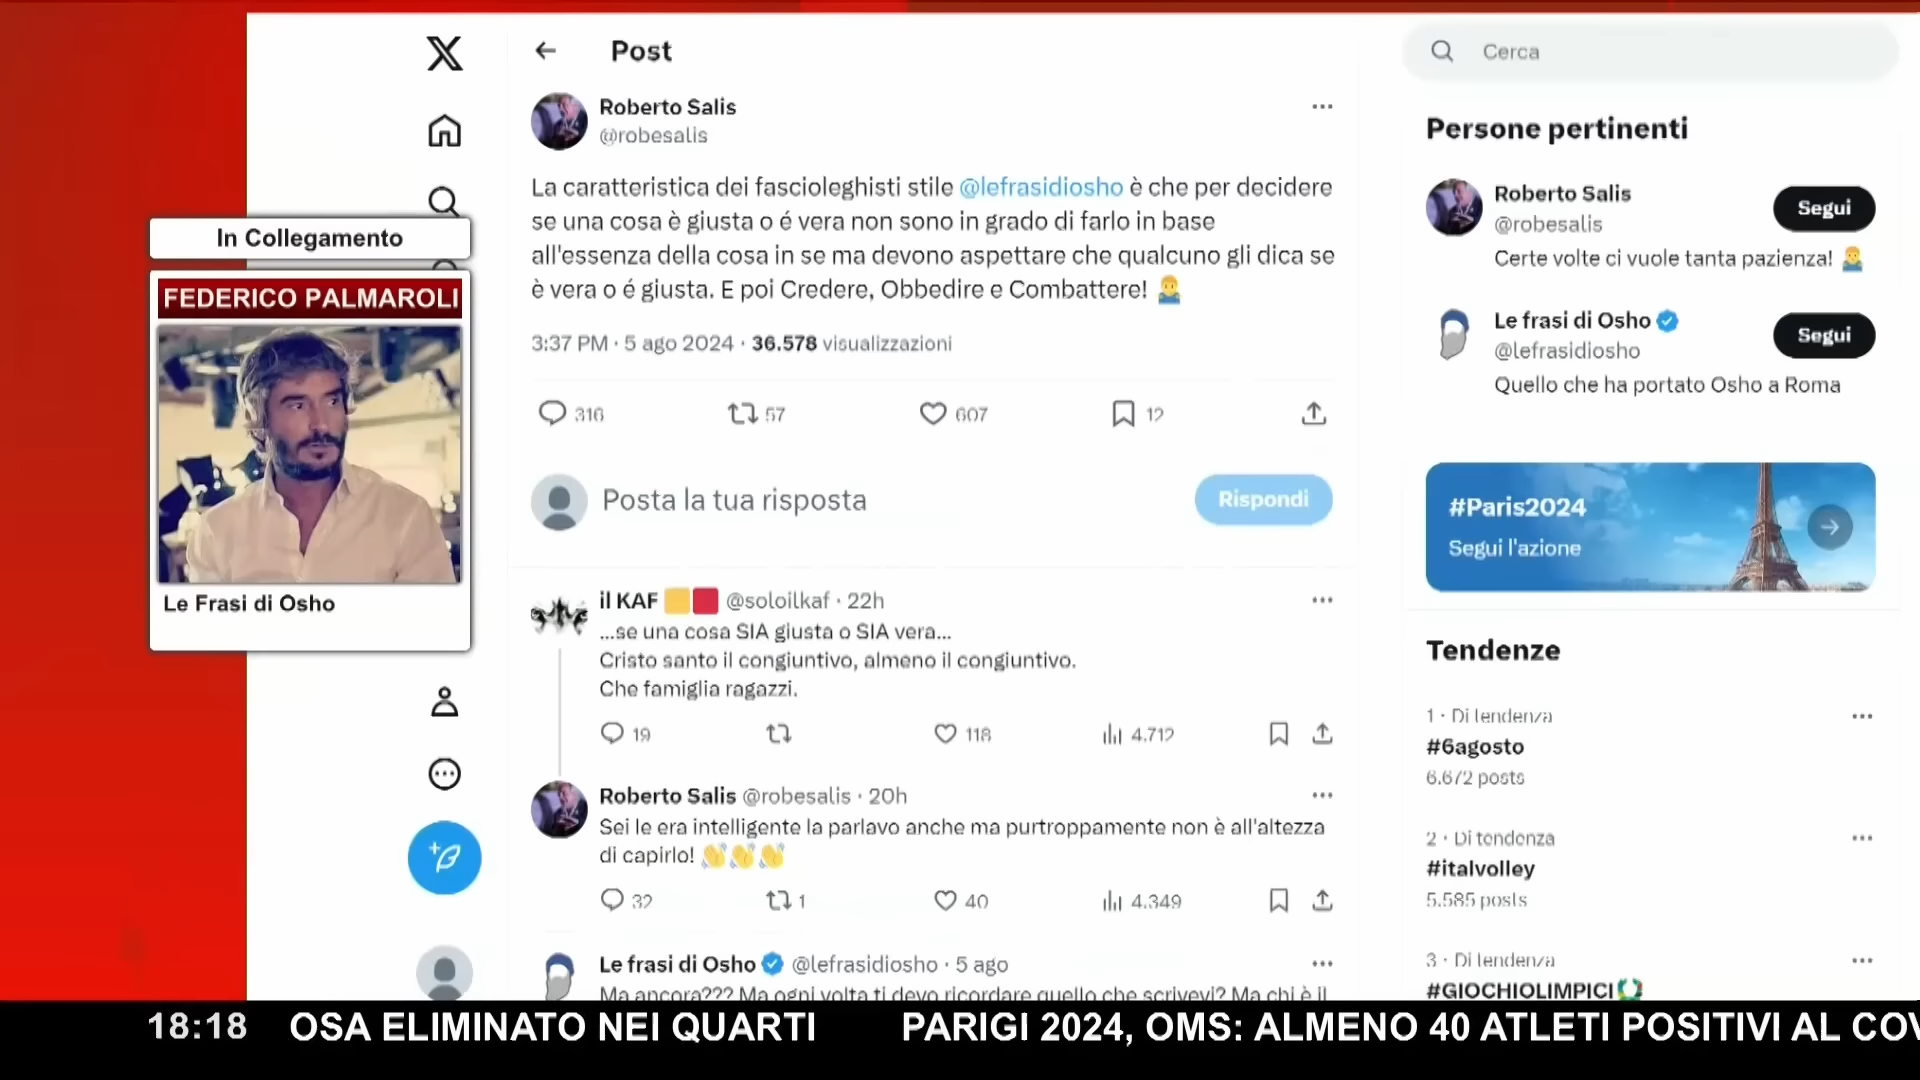 Post
Cerca
Roberto Salis
@robesalis
La caratteristica dei fascioleghisti stile @lefrasidiosho è che per decidere
se una cosa è giusta o é vera non sono in grado di farlo in base
all'essenza della cosa in se ma devono aspettare che qualcuno gli dica se
è vera o é giusta. E poi Credere, Obbedire e Combattere!
3:37 PM · 5 ago 2024 · 36.578 visualizzazioni
316 57 607 12
Posta la tua risposta
Rispondi
il KAF @soloilkaf · 22h
...se una cosa SIA giusta o SIA vera...
Cristo santo il congiuntivo, almeno il congiuntivo.
Che famiglia ragazzi.
19 118 4.712
Roberto Salis @robesalis · 20h
Sei le era intelligente la parlavo anche ma purtroppamente non è all'altezza
di capirlo!
32 1 40 4.349
Le frasi di Osho @lefrasidiosho · 5 ago
Ma ancora??? Ma ogni volta ti devo ricordare quello che scrivevi? Ma chi è il
Persone pertinenti
Roberto Salis
@robesalis
Segui
Certe volte ci vuole tanta pazienza!
Le frasi di Osho
@lefrasidiosho
Segui
Quello che ha portato Osho a Roma
#Paris2024
Segui l'azione
Tendenze
1 · Di tendenza
#6agosto
6.672 posts
2 · Di tendenza
#italvolley
5.585 posts
3 · Di tendenza
#GIOCHIOLIMPICI
In Collegamento
FEDERICO PALMAROLI
Le Frasi di Osho
18:18 OSA ELIMINATO NEI QUARTI PARIGI 2024, OMS: ALMENO 40 ATLETI POSITIVI AL COV